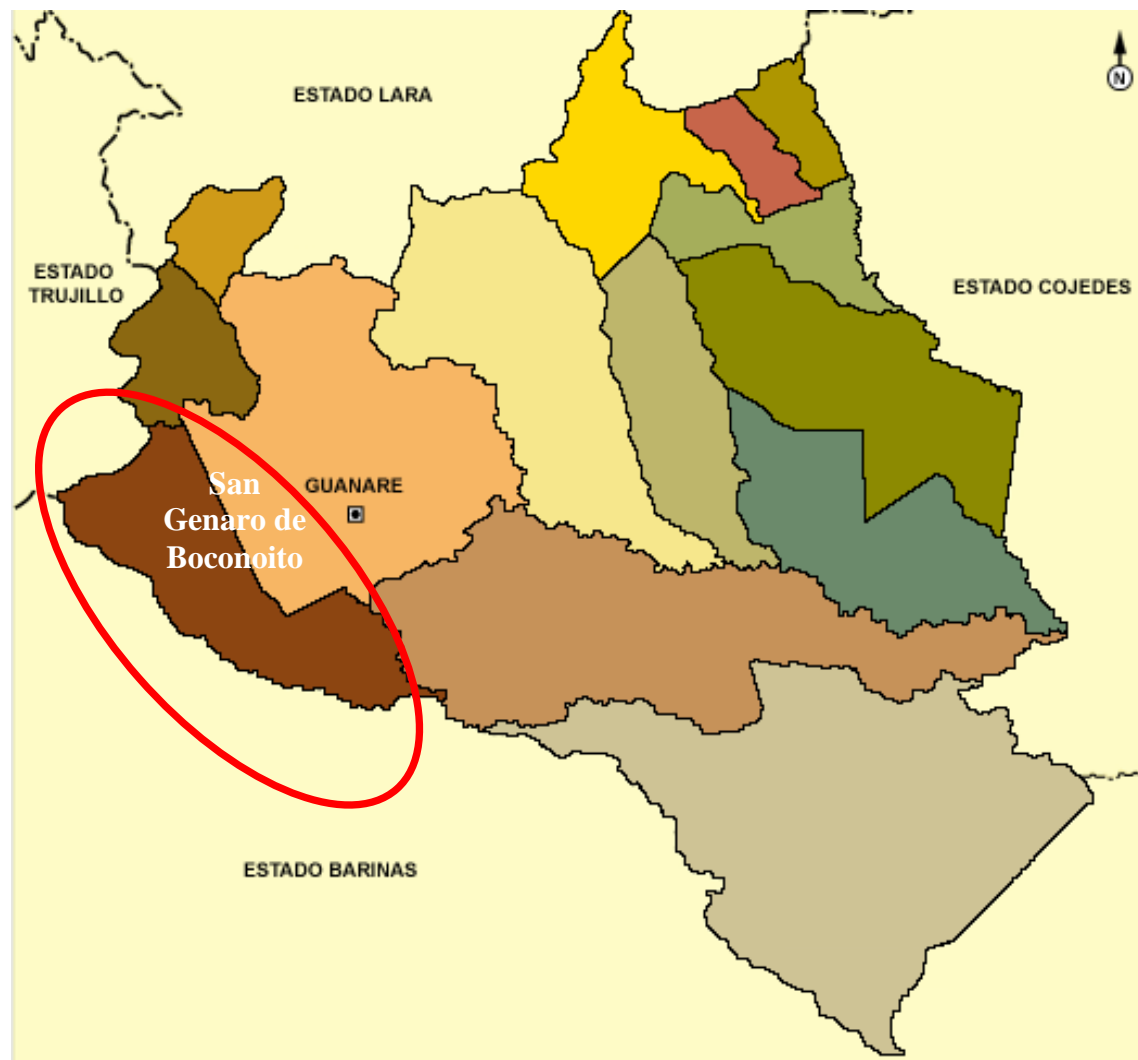 N
ESTADO LARA
ESTADO
TRUJILLO
ESTADO COJEDES
San
Genaro de
Boconoito
GUANARE
ESTADO BARINAS